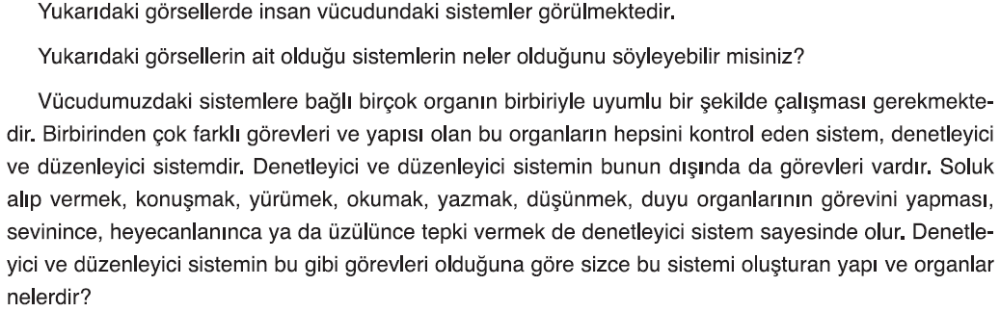 Yukarıdaki görsellerde insan vücudundaki sistemler görülmektedir.
Yukarıdaki görsellerin ait olduğu sistemlerin neler olduğunu söyleyebilir misiniz?
Vücudumuzdaki sistemlere bağlı birçok organın birbiriyle uyumlu bir şekilde çalışması gerekmekte-
dir. Birbirinden çok farklı görevleri ve yapısı olan bu organların hepsini kontrol eden sistem, denetleyici
ve düzenleyici sistemdir. Denetleyici ve düzenleyici sistemin bunun dışında da görevleri vardır. Soluk
alıp vermek, konuşmak, yürümek, okumak, yazmak, düşünmek, duyu organlarının görevini yapması,
sevinince, heyecanlanınca ya da üzülünce tepki vermek de denetleyici sistem sayesinde olur. Denetle-
yici ve düzenleyici sistemin bu gibi görevleri olduğuna göre sizce bu sistemi oluşturan yapı ve organlar
nelerdir?